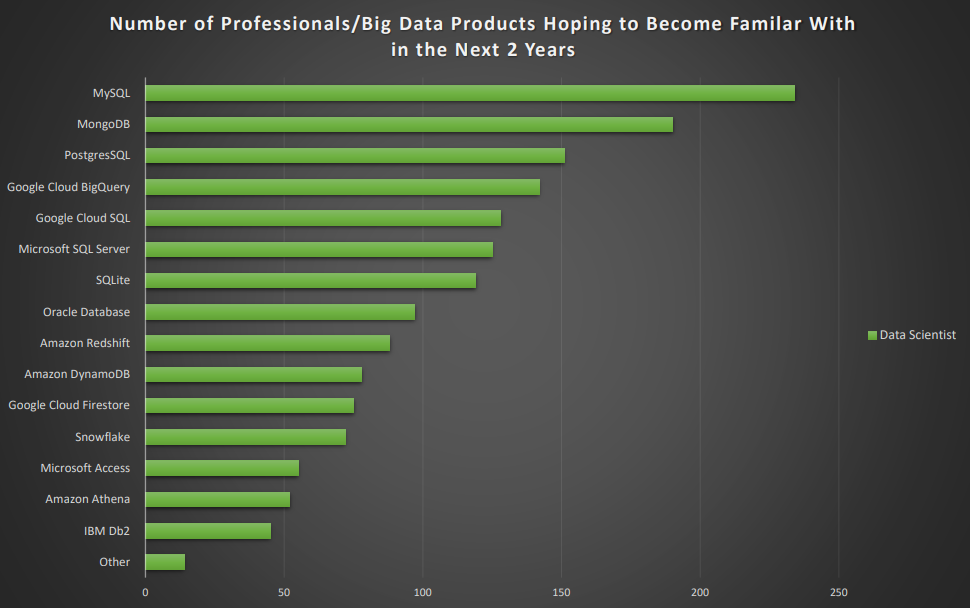 Number of Professionals/Big Data Products Hoping to Become Familar With
in the Next 2 Years
MySQL
MongoDB
PostgresSQL
Google Cloud BigQuery
Google Cloud SQL
Microsoft SQL Server
SQLite
Oracle Database
Amazon Redshift
Amazon DynamoDB
Google Cloud Firestore
Snowflake
Microsoft Access
Amazon Athena
IBM Db2
Other
0 50 100 150 200 250
Data Scientist